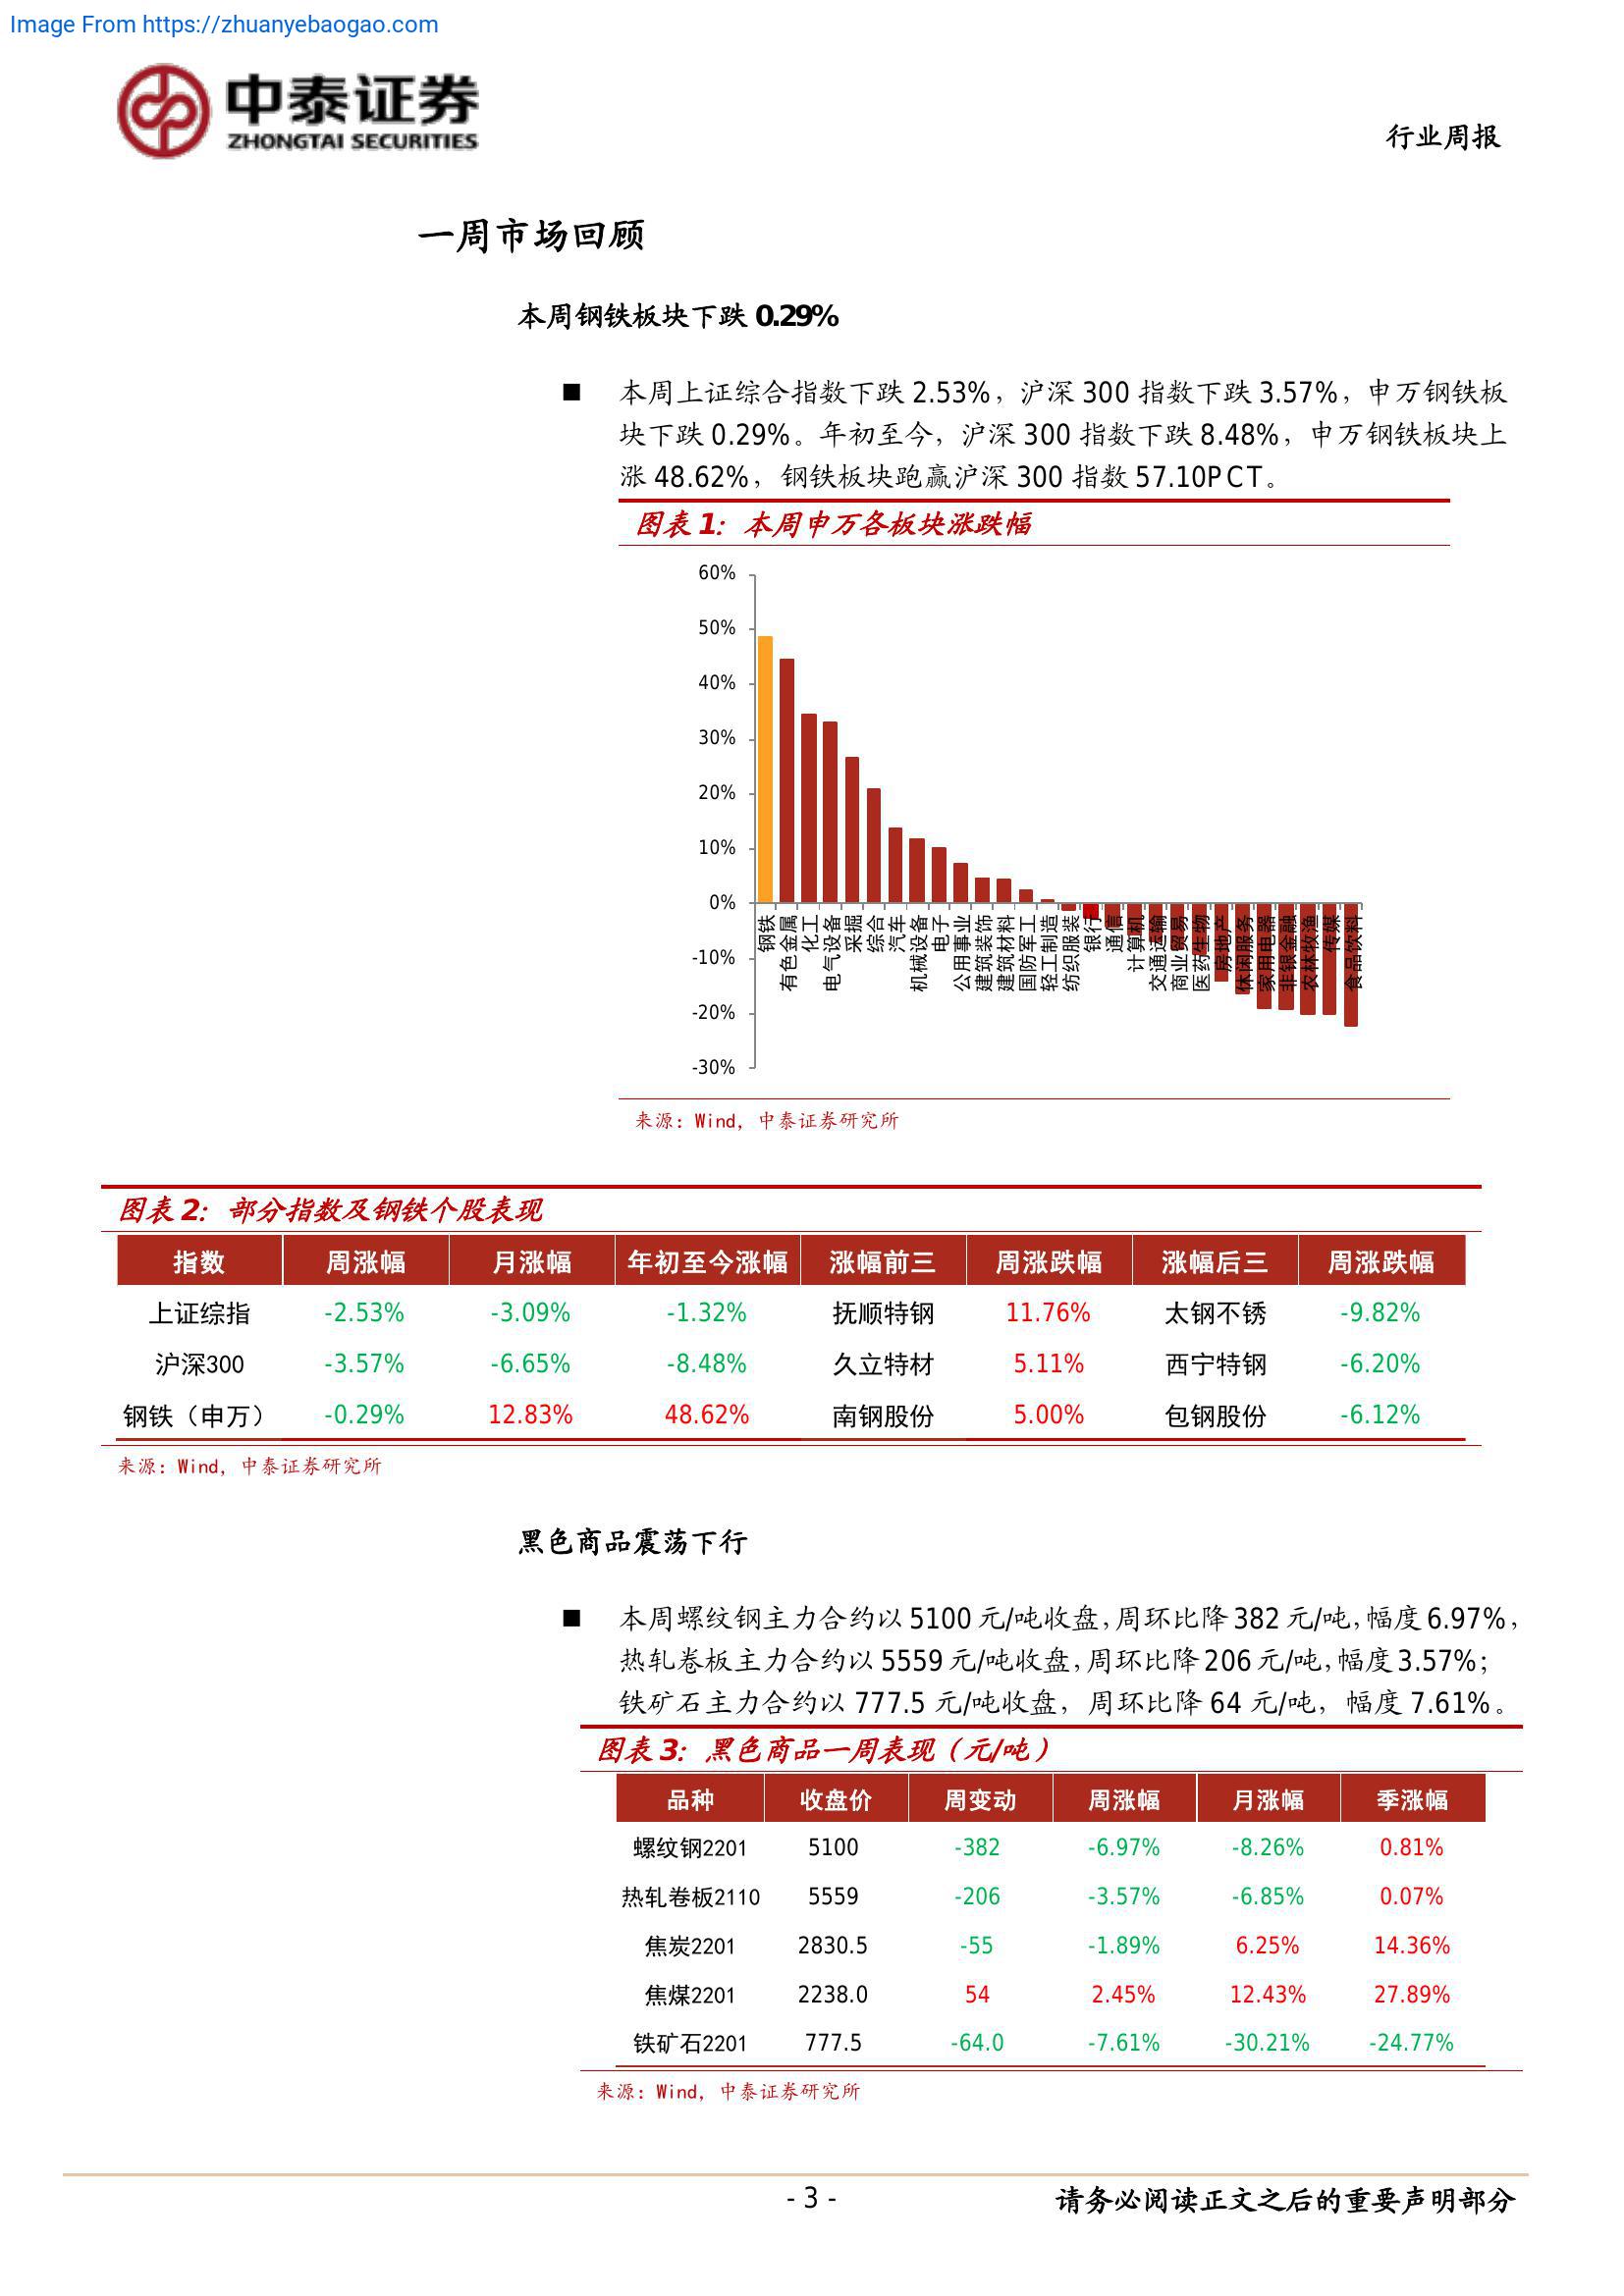 Image From https://zhuanyebaogao.com
中泰证券
ZHONGTAI SECURITIES
行业周报
一周市场回顾
本周钢铁板块下跌 0.29%
■ 本周上证综合指数下跌 2.53%，沪深 300 指数下跌 3.57%，申万钢铁板
块下跌 0.29%。年初至今，沪深 300 指数下跌 8.48%，申万钢铁板块上
涨 48.62%，钢铁板块跑赢沪深 300 指数 57.10PCT。
图表 1：本周申万各板块涨跌幅
60%
50%
40%
30%
20%
10%
0%
-10%
-20%
-30%
钢铁
有色金属
化工
电气设备
采掘
综合
汽车
机械设备
电子
公用事业
建筑装饰
建筑材料
国防军工
轻工制造
纺织服装
银行
通信
计算机
交通运输
商业贸易
医药生物
房地产
休闲服务
家用电器
非银金融
农林牧渔
传媒
食品饮料
来源：Wind，中泰证券研究所
图表 2：部分指数及钢铁个股表现
指数 周涨幅 月涨幅 年初至今涨幅 涨幅前三 周涨跌幅 涨幅后三 周涨跌幅
上证综指 -2.53% -3.09% -1.32% 抚顺特钢 11.76% 太钢不锈 -9.82%
沪深300 -3.57% -6.65% -8.48% 久立特材 5.11% 西宁特钢 -6.20%
钢铁（申万） -0.29% 12.83% 48.62% 南钢股份 5.00% 包钢股份 -6.12%
来源：Wind，中泰证券研究所
黑色商品震荡下行
■ 本周螺纹钢主力合约以 5100 元/吨收盘,周环比降 382 元/吨,幅度 6.97%，
热轧卷板主力合约以 5559 元/吨收盘,周环比降 206 元/吨,幅度 3.57%；
铁矿石主力合约以 777.5 元/吨收盘，周环比降 64 元/吨，幅度 7.61%。
图表 3：黑色商品一周表现（元/吨）
品种 收盘价 周变动 周涨幅 月涨幅 季涨幅
螺纹钢2201 5100 -382 -6.97% -8.26% 0.81%
热轧卷板2110 5559 -206 -3.57% -6.85% 0.07%
焦炭2201 2830.5 -55 -1.89% 6.25% 14.36%
焦煤2201 2238.0 54 2.45% 12.43% 27.89%
铁矿石2201 777.5 -64.0 -7.61% -30.21% -24.77%
来源：Wind，中泰证券研究所
- 3 -
请务必阅读正文之后的重要声明部分